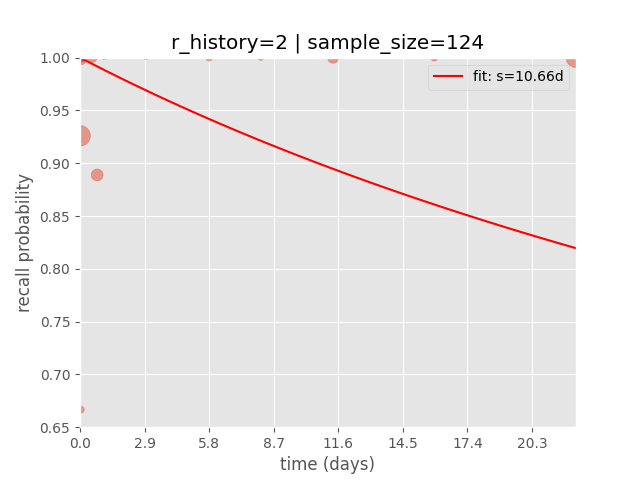 r_history=2 | sample_size=124
fit: s=10.66d
recall probability
1.00
0.95
0.90
0.85
0.80
0.75
0.70
0.65
0.0 2.9 5.8 8.7 11.6 14.5 17.4 20.3
time (days)